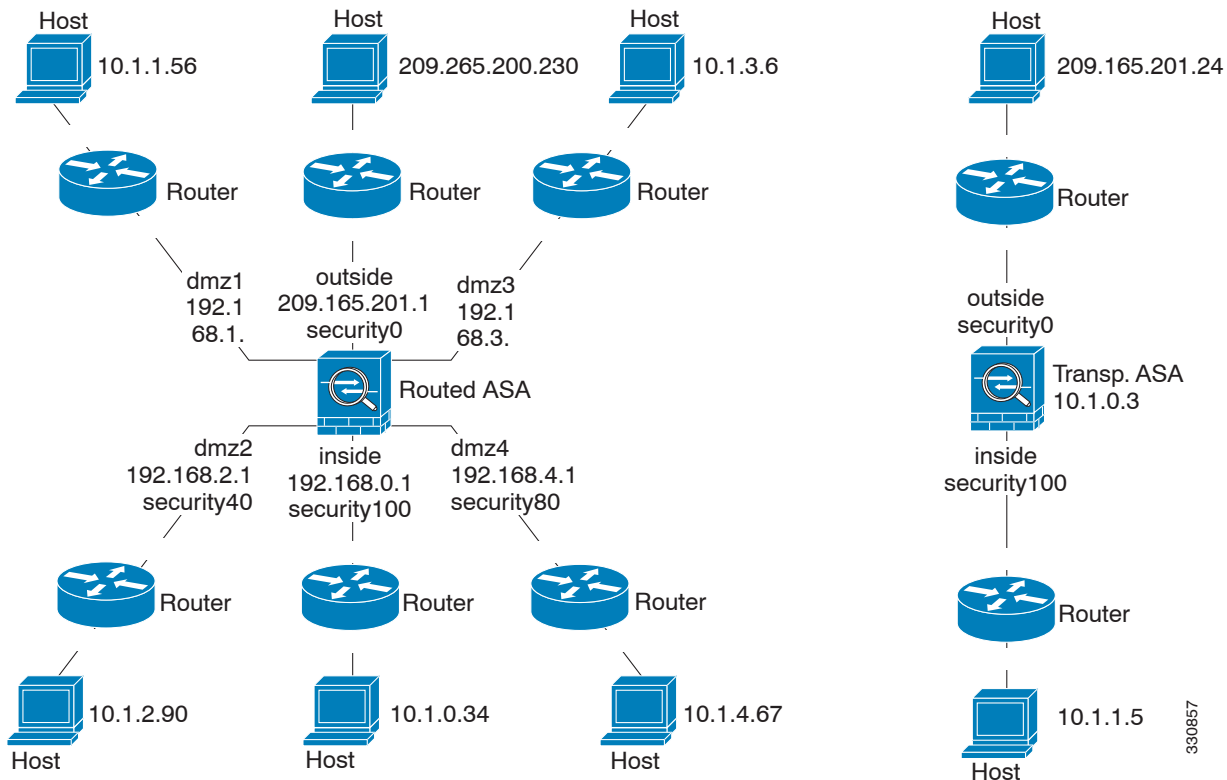 Host
10.1.1.56
Router
dmz1
192.1
68.1.
Host
209.265.200.230
Router
outside
209.165.201.1
security0
Host
10.1.3.6
Router
dmz3
192.1
68.3.
Routed ASA
dmz2
192.168.2.1
security40
Router
10.1.2.90
Host
inside
192.168.0.1
security100
Router
10.1.0.34
Host
dmz4
192.168.4.1
security80
Router
10.1.4.67
Host
Host
209.165.201.24
Router
outside
security0
Transp. ASA
10.1.0.3
inside
security100
Router
10.1.1.5
Host
330857